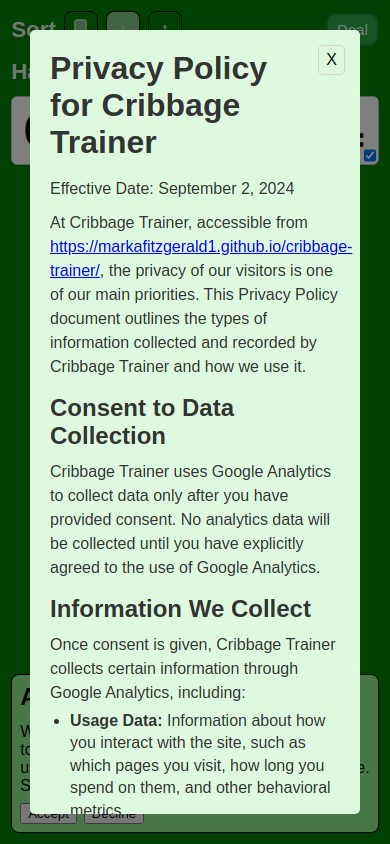 Sort
Deal
Privacy Policy
for Cribbage
Trainer
X
Effective Date: September 2, 2024
At Cribbage Trainer, accessible from
https://markafitzgerald1.github.io/cribbage-
trainer/, the privacy of our visitors is one
of our main priorities. This Privacy Policy
document outlines the types of
information collected and recorded by
Cribbage Trainer and how we use it.
Consent to Data
Collection
Cribbage Trainer uses Google Analytics
to collect data only after you have
provided consent. No analytics data will
be collected until you have explicitly
agreed to the use of Google Analytics.
Information We Collect
Once consent is given, Cribbage Trainer
collects certain information through
Google Analytics, including:
• Usage Data: Information about how
you interact with the site, such as
which pages you visit, how long you
spend on them, and other behavioral
metrics
Accept Decline